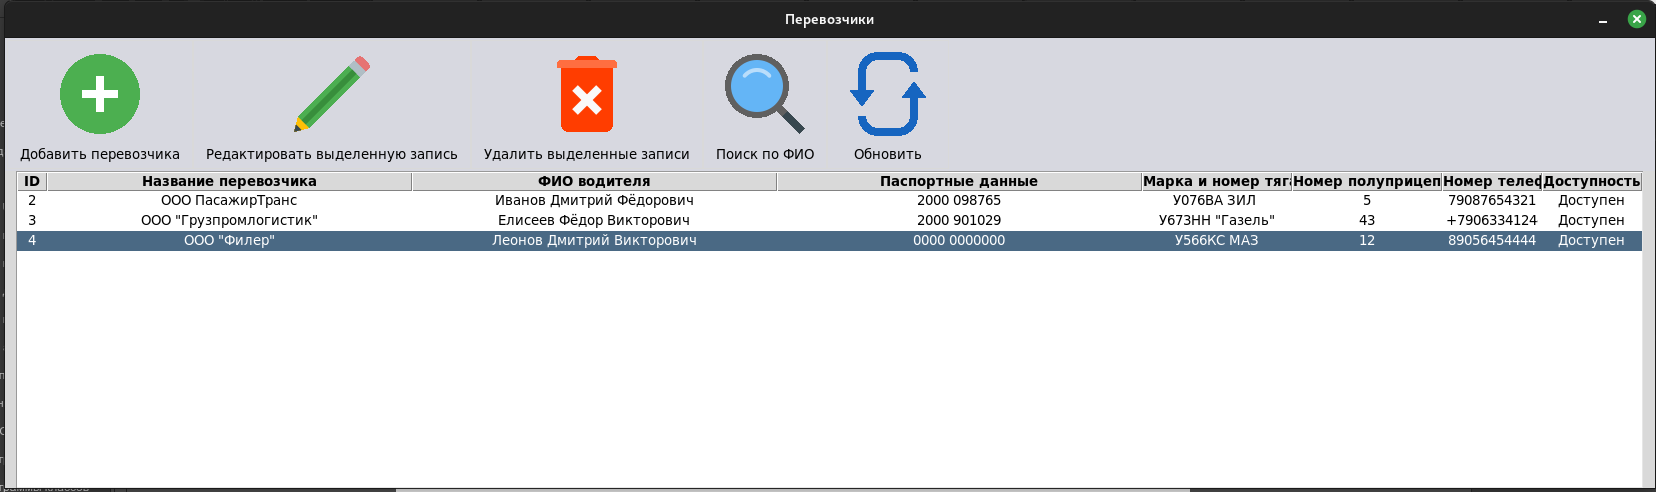 Перевозчики
Добавить перевозчика Редактировать выделенную запись Удалить выделенные записи Поиск по ФИО Обновить
ID Название перевозчика ФИО водителя Паспортные данные Марка и номер тяга Номер полуприцеп Номер телеф Доступность
2 ООО ПасажирТранс Иванов Дмитрий Фёдорович 2000 098765 У076ВА ЗИЛ 5 79087654321 Доступен
3 ООО "Грузпромлогистик" Елисеев Фёдор Викторович 2000 901029 У673НН "Газель" 43 +7906334124 Доступен
4 ООО "Филер" Леонов Дмитрий Викторович 0000 0000000 У566КС МАЗ 12 89056454444 Доступен